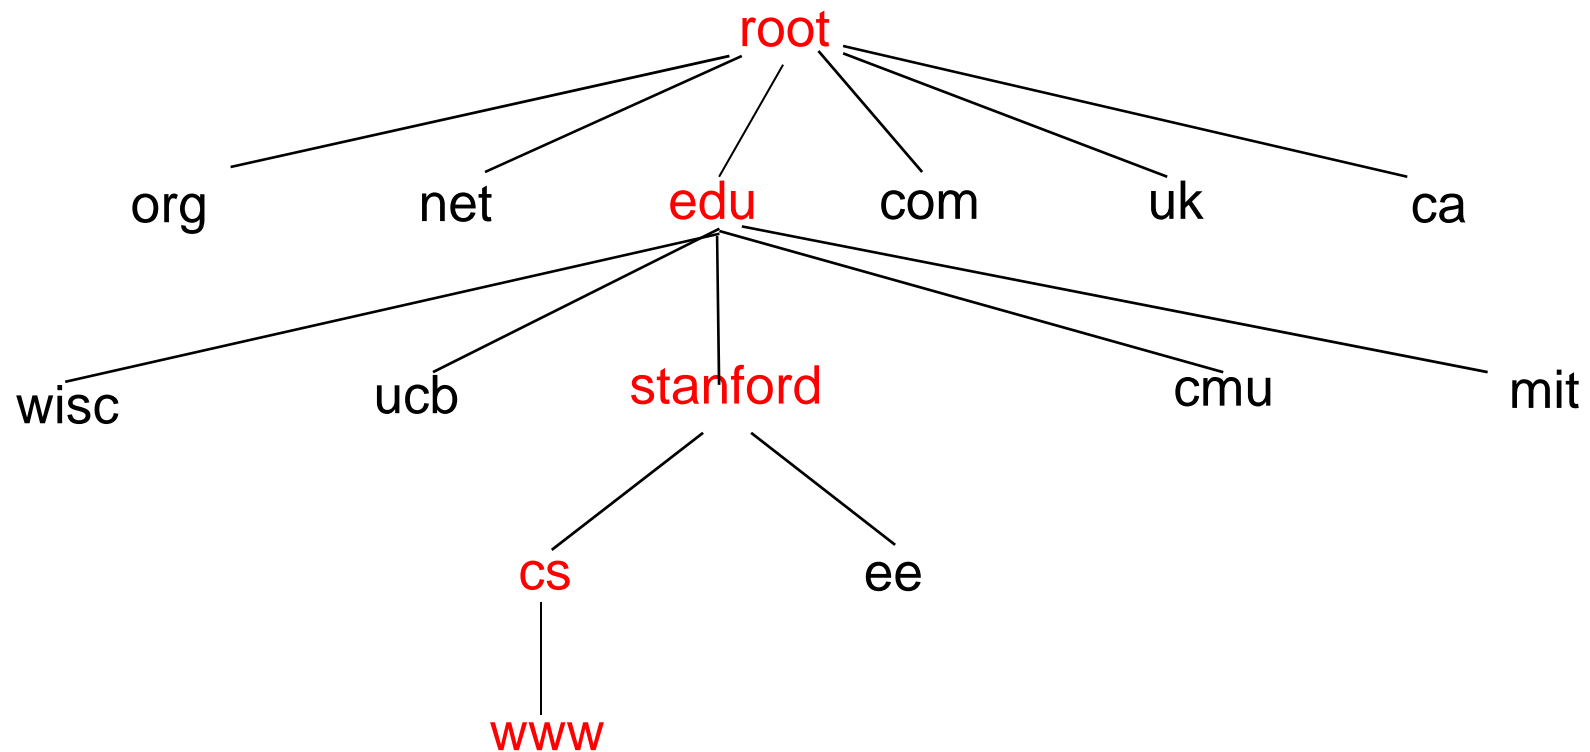 root
org net edu com uk ca
wisc ucb stanford cmu mit
cs ee
www